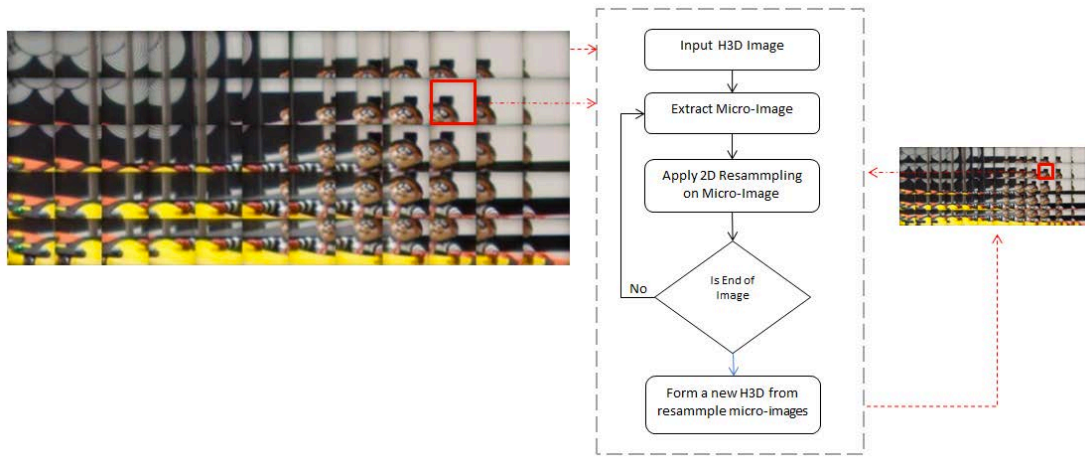 Input H3D Image
Extract Micro-Image
Apply 2D Resammpling
on Micro-Image
Is End of
Image
No
Form a new H3D from
resammple micro-images